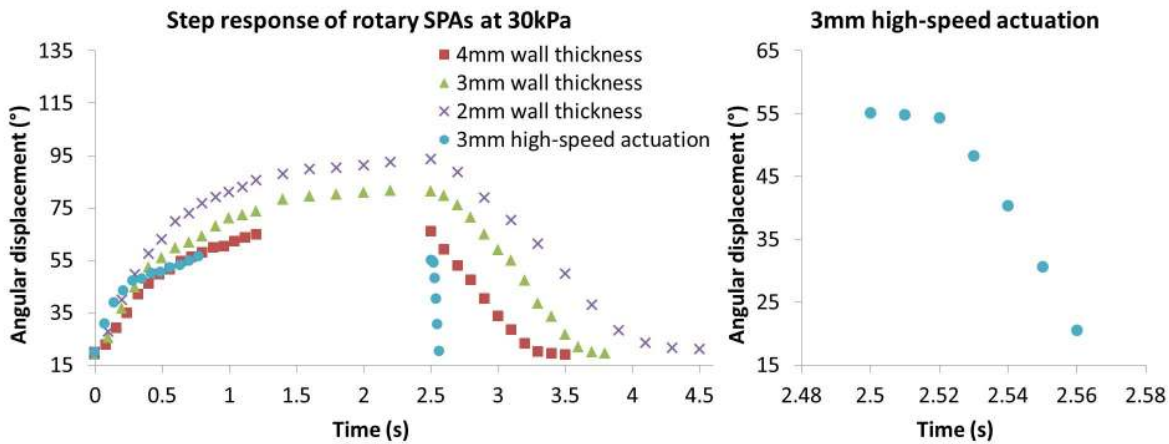 Step response of rotary SPAs at 30kPa
135
115
95
75
55
35
15
Angular displacement (°)
4mm wall thickness
3mm wall thickness
2mm wall thickness
3mm high-speed actuation
0 0.5 1 1.5 2 2.5 3 3.5 4 4.5
Time (s)
3mm high-speed actuation
65
55
45
35
25
15
Angular displacement (°)
2.48 2.5 2.52 2.54 2.56 2.58
Time (s)